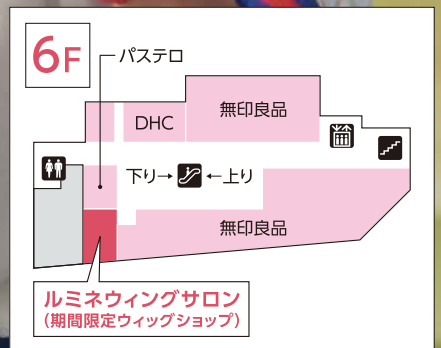 6F
パステロ
DHC
無印良品
下り→
←上り
無印良品
ルミネウィングサロン
（期間限定ウィッグショップ）